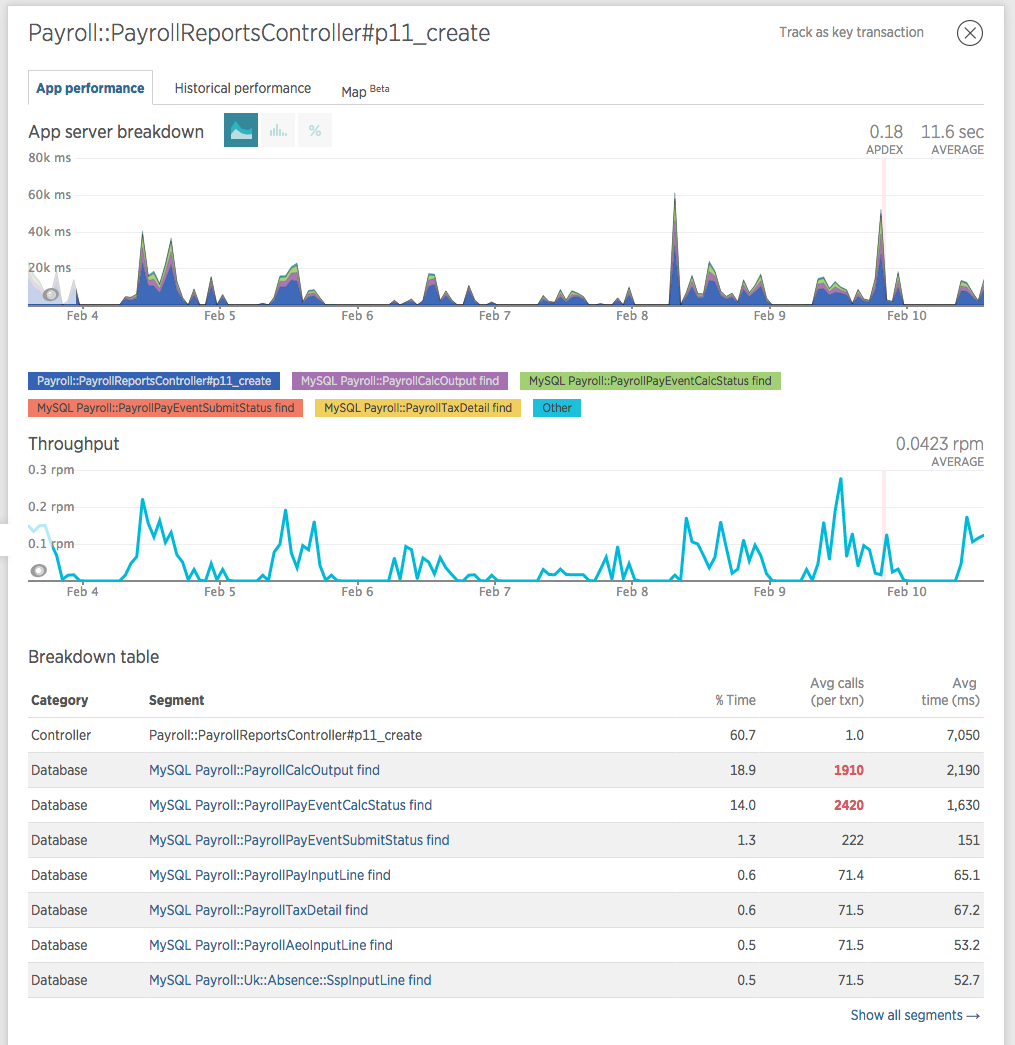 Payroll::PayrollReportsController#p11_create
Track as key transaction
App performance
Historical performance
Map Beta
App server breakdown
%
0.18
APDEX
11.6 sec
AVERAGE
80k ms
60k ms
40k ms
20k ms
Feb 4 Feb 5 Feb 6 Feb 7 Feb 8 Feb 9 Feb 10
Payroll::PayrollReportsController#p11_create MySQL Payroll::PayrollCalcOutput find MySQL Payroll::PayrollPayEventCalcStatus find
MySQL Payroll::PayrollPayEventSubmitStatus find MySQL Payroll::PayrollTaxDetail find Other
Throughput
0.0423 rpm
AVERAGE
0.3 rpm
0.2 rpm
0.1 rpm
Feb 4 Feb 5 Feb 6 Feb 7 Feb 8 Feb 9 Feb 10
Breakdown table
Category Segment % Time Avg calls (per txn) Avg time (ms)
Controller Payroll::PayrollReportsController#p11_create 60.7 1.0 7,050
Database MySQL Payroll::PayrollCalcOutput find 18.9 1910 2,190
Database MySQL Payroll::PayrollPayEventCalcStatus find 14.0 2420 1,630
Database MySQL Payroll::PayrollPayEventSubmitStatus find 1.3 222 151
Database MySQL Payroll::PayrollPayInputLine find 0.6 71.4 65.1
Database MySQL Payroll::PayrollTaxDetail find 0.6 71.5 67.2
Database MySQL Payroll::PayrollAeoInputLine find 0.5 71.5 53.2
Database MySQL Payroll::Uk::Absence::SspInputLine find 0.5 71.5 52.7
Show all segments →